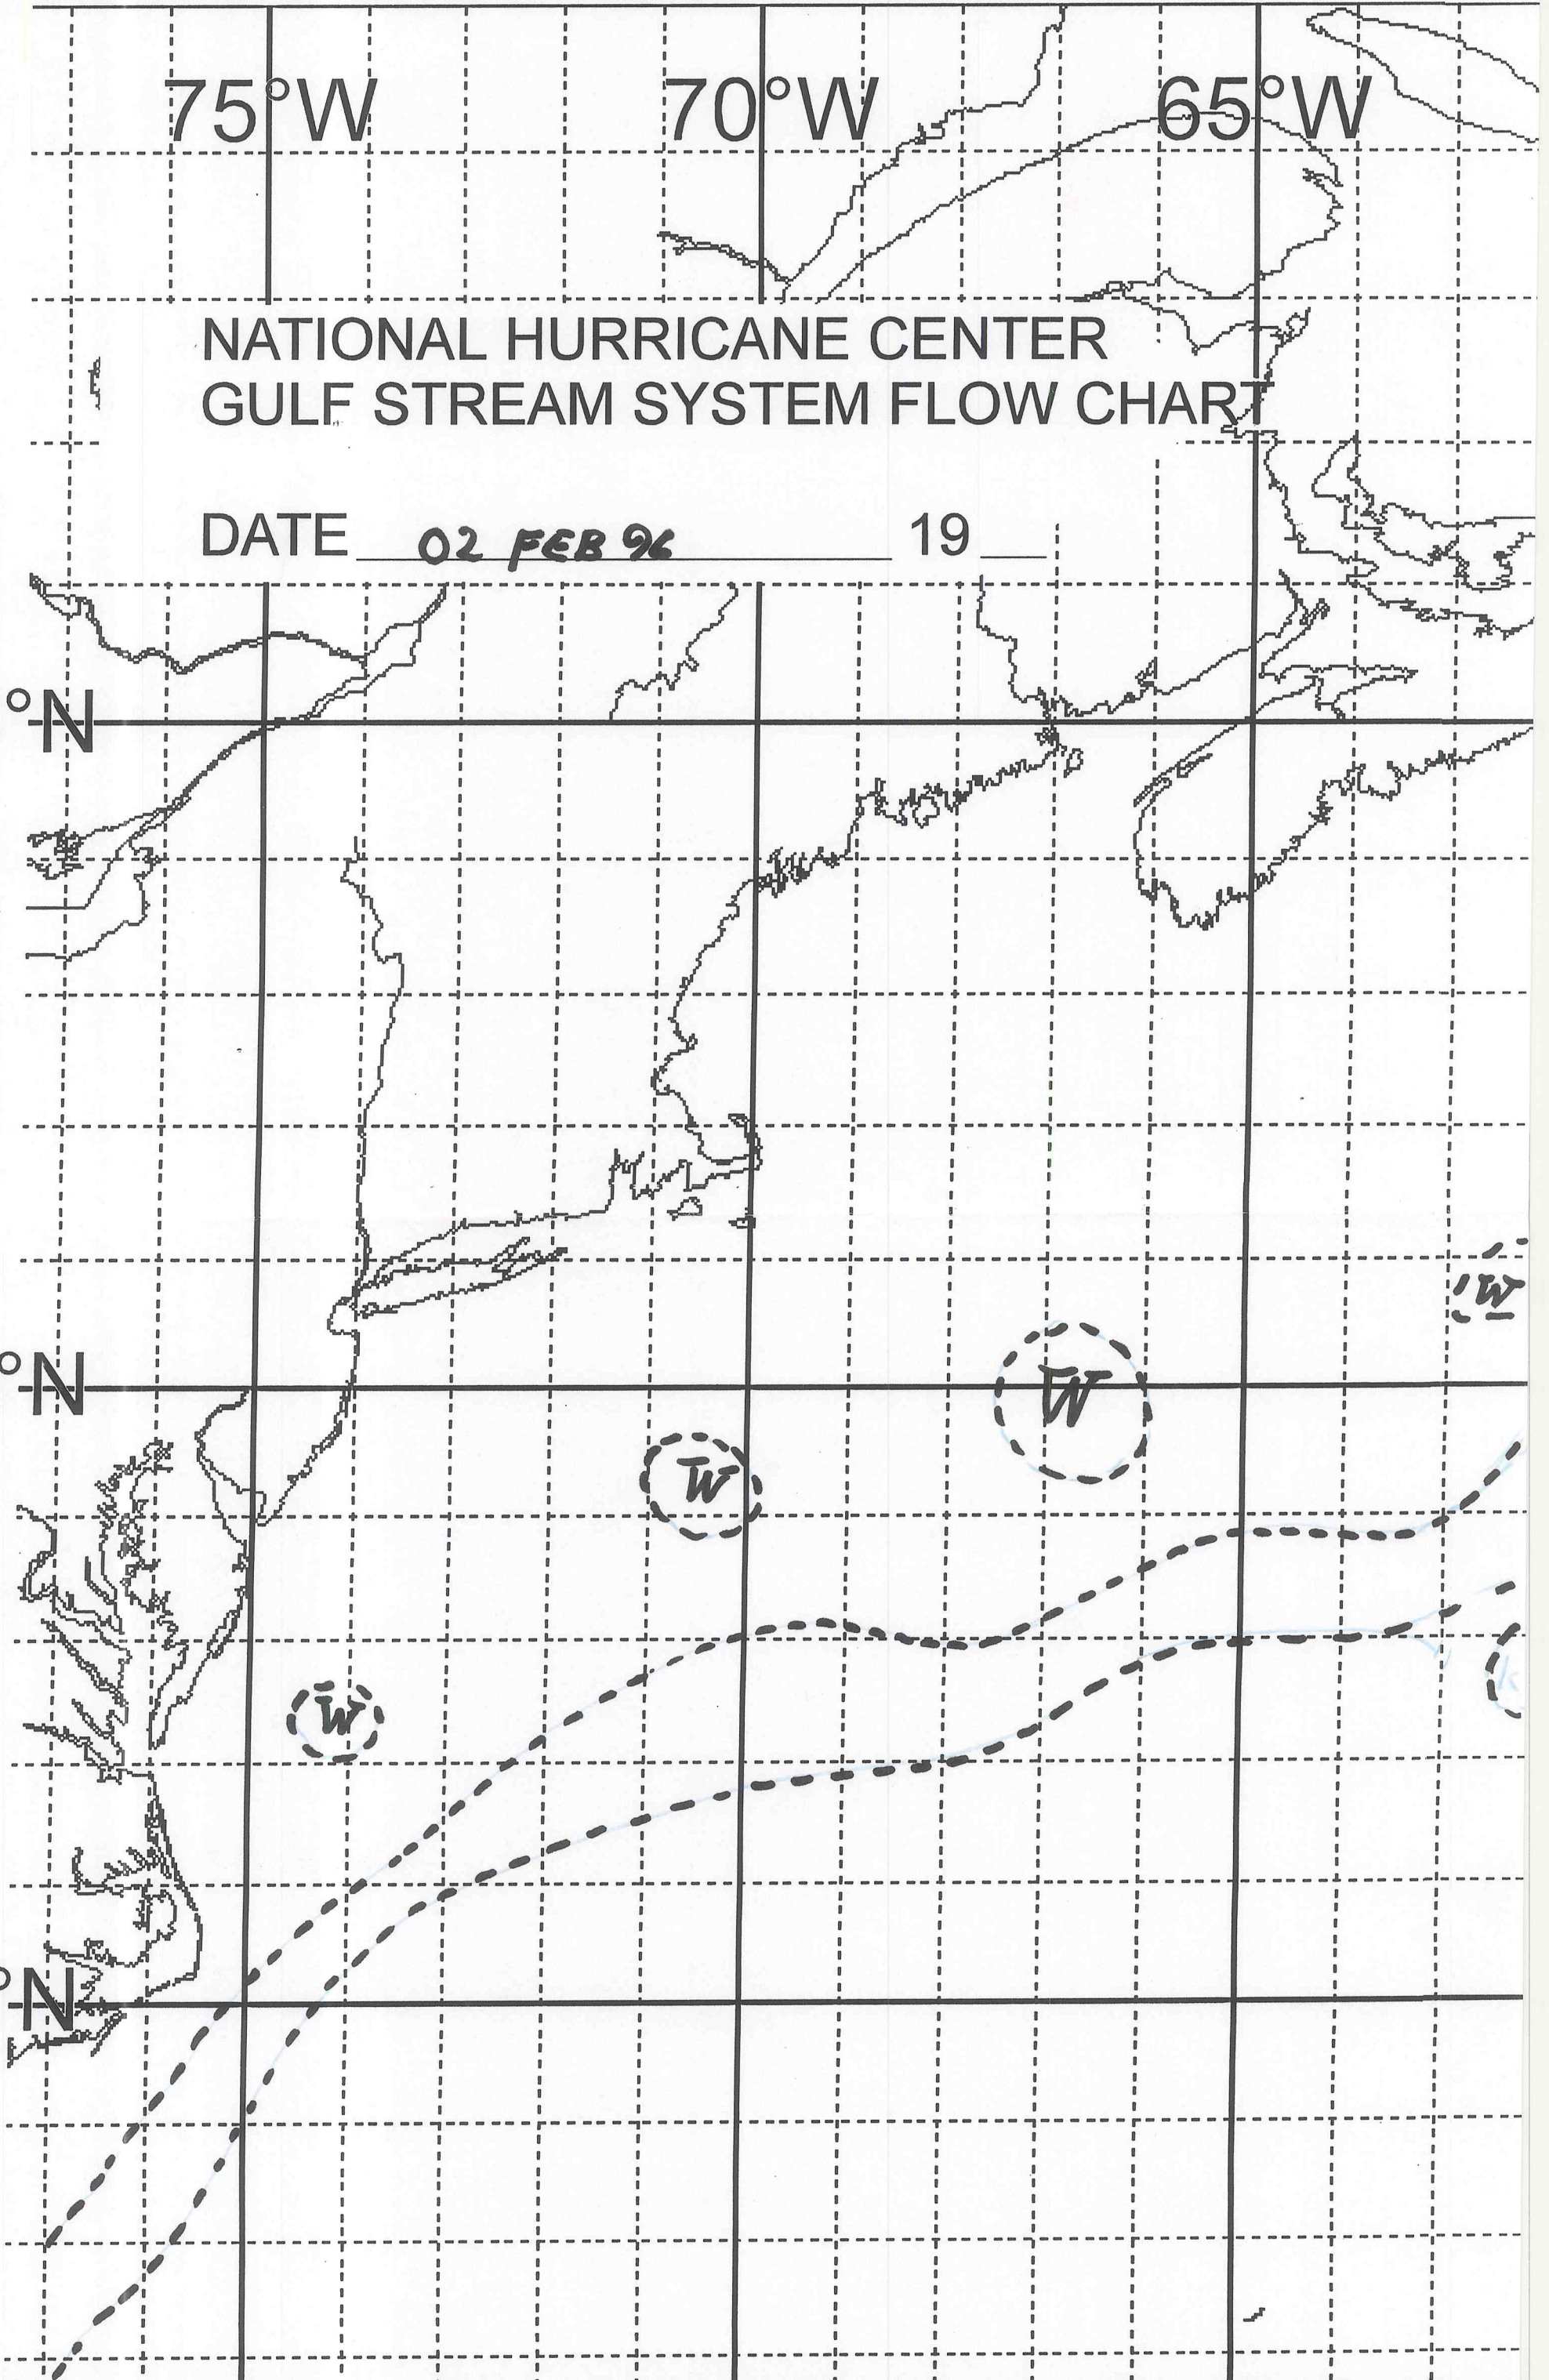 75°W 70°W 65°W
NATIONAL HURRICANE CENTER
GULF STREAM SYSTEM FLOW CHART
DATE 02 FEB 96 19
°N
W
°N
W
W
W
°N